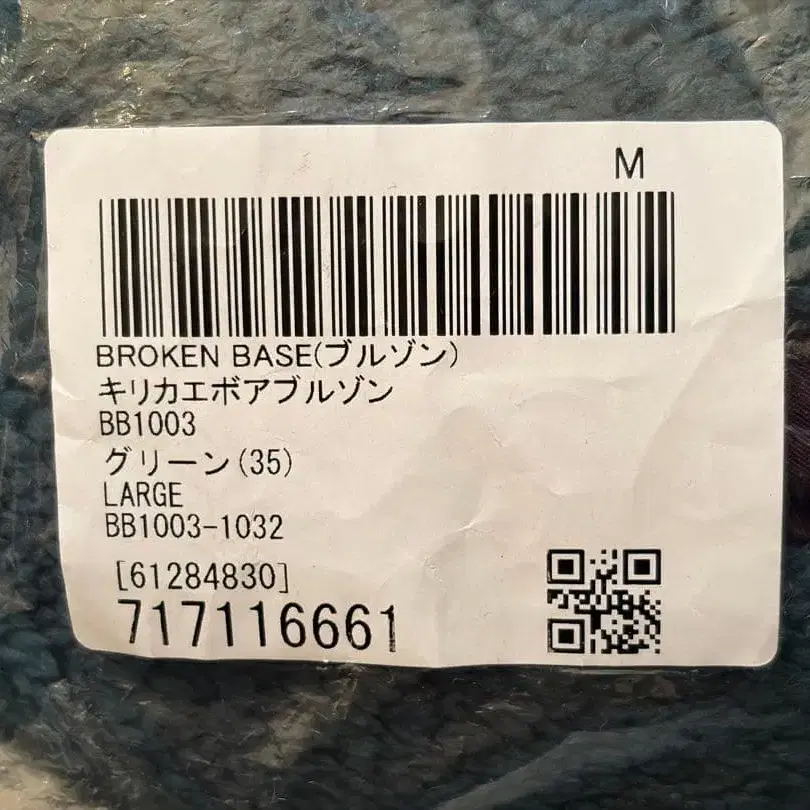 M
BROKEN BASE(ブルゾン)
キリカエボアブルゾン
BB1003
グリーン(35)
LARGE
BB1003-1032
[61284830]
717116661